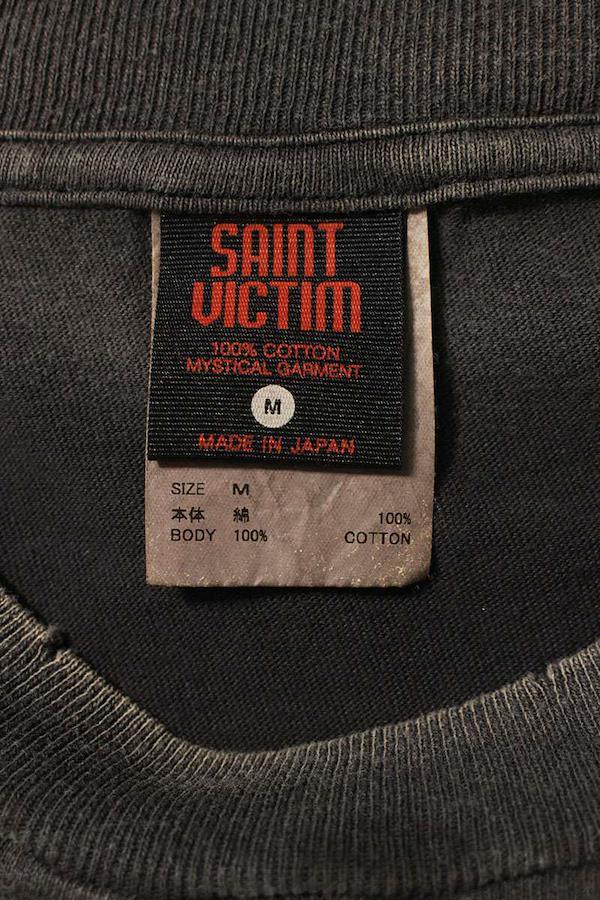 SAINT
VICTIM
100% COTTON
MYSTICAL GARMENT
M
MADE IN JAPAN
SIZE M
本体 綿 100%
BODY 100% COTTON